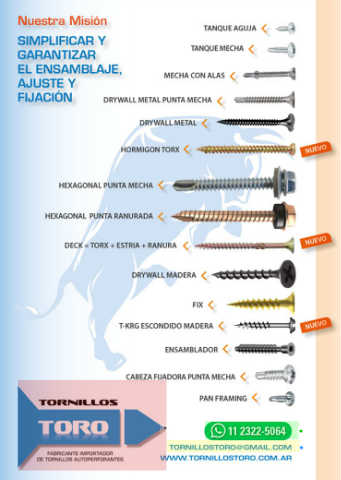 Nuestra Misión
SIMPLIFICAR Y
GARANTIZAR
EL ENSAMBLAJE,
AJUSTE Y
FIJACIÓN
TANQUE AGUJA
TANQUE MECHA
MECHA CON ALAS
DRYWALL METAL PUNTA MECHA
DRYWALL METAL
HORMIGON TORX
NUEVO
HEXAGONAL PUNTA MECHA
HEXAGONAL PUNTA RANURADA
DECK = TORX + ESTRIA + RANURA
NUEVO
DRYWALL MADERA
FIX
T-KRG ESCONDIDO MADERA
NUEVO
ENSAMBLADOR
CABEZA FIJADORA PUNTA MECHA
PAN FRAMING
TORNILLOS
TORO
FABRICANTE IMPORTADOR
DE TORNILLOS AUTOPERFORANTES
11 2322-5064
TORNILLOSTORO@GMAIL.COM
WWW.TORNILLOSTORO.COM.AR